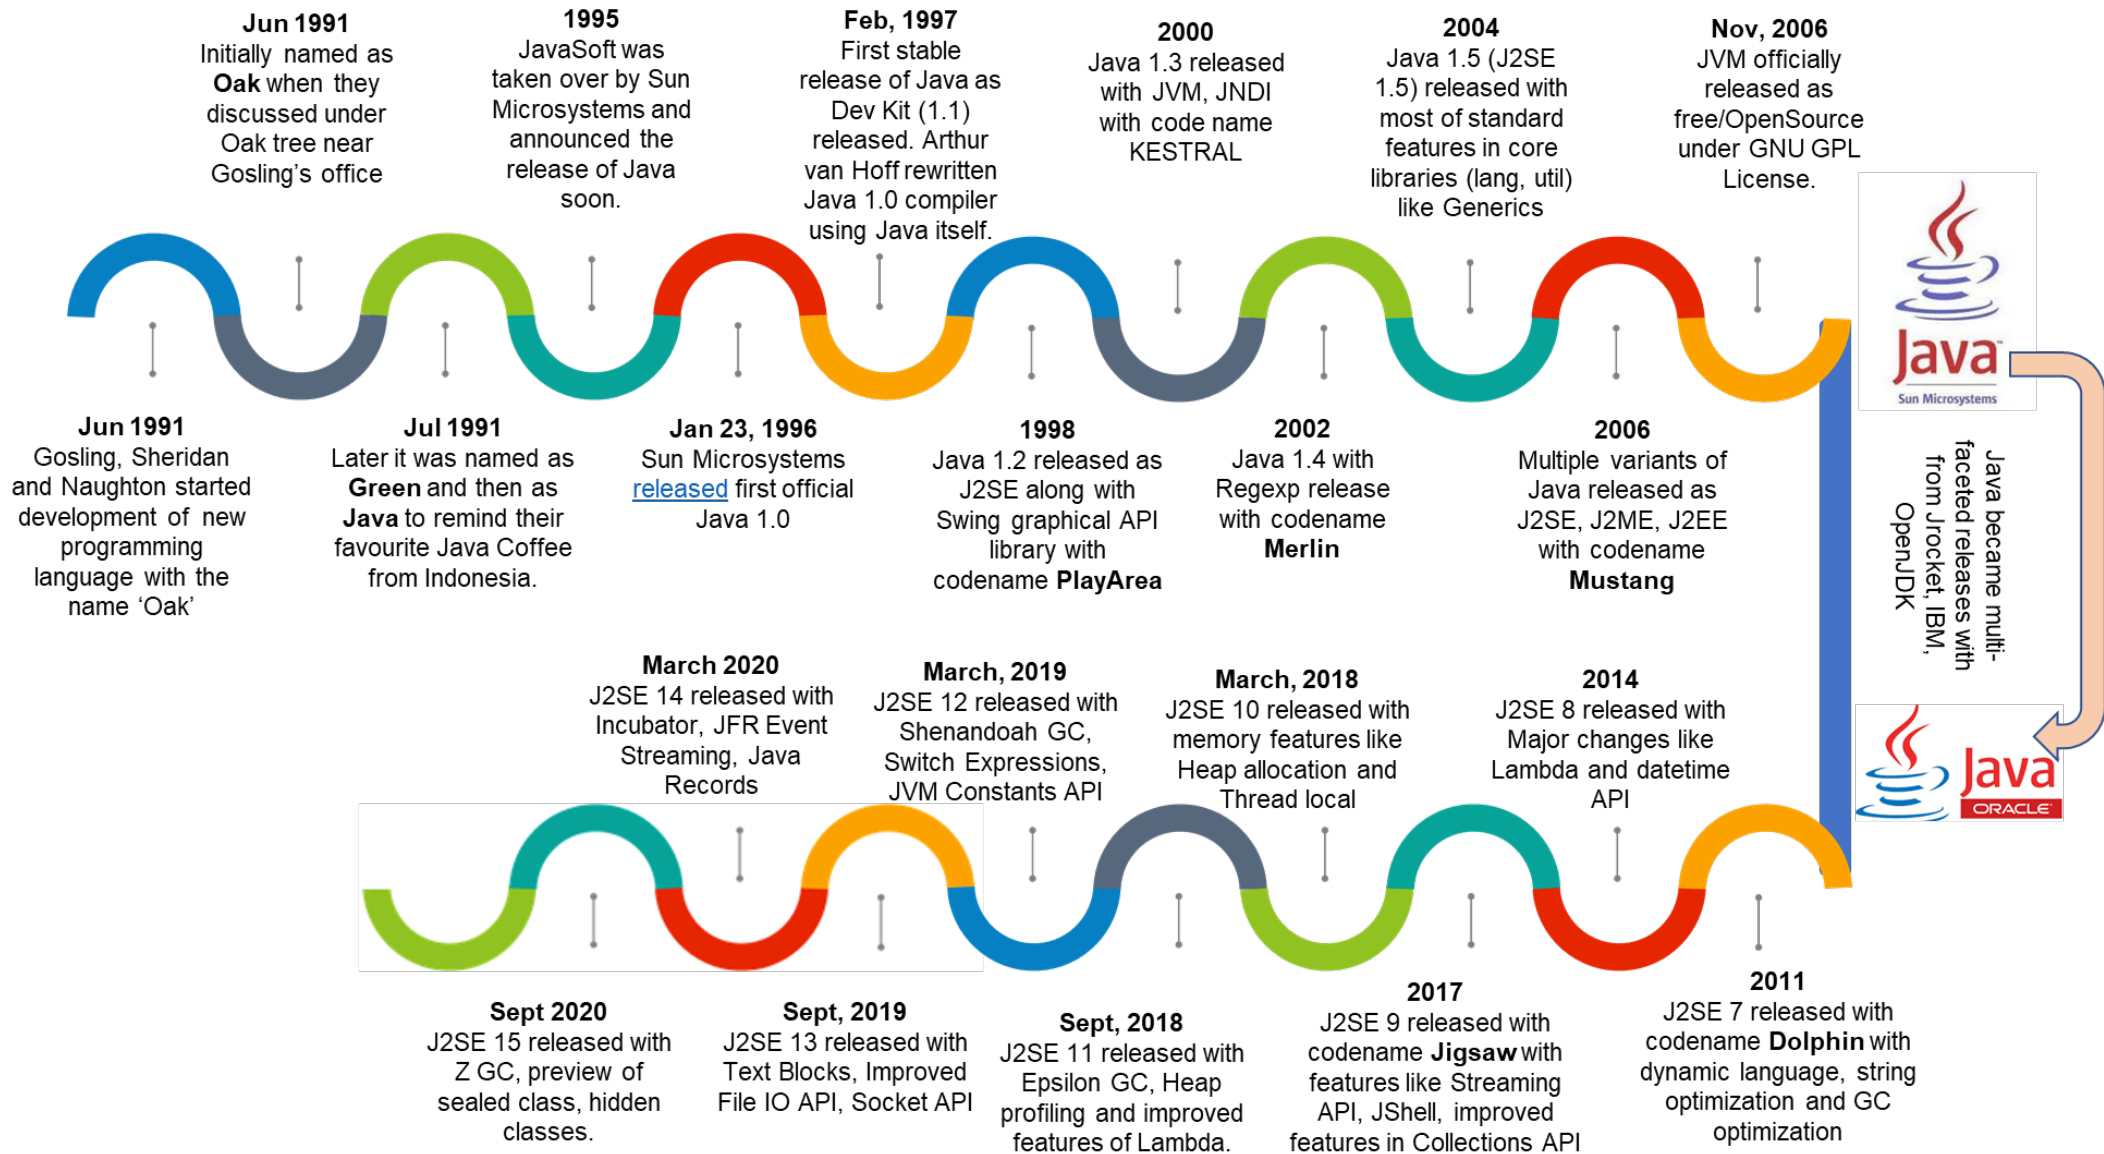 Jun 1991
Initially named as
Oak when they
discussed under
Oak tree near
Gosling's office
1995
JavaSoft was
taken over by Sun
Microsystems and
announced the
release of Java
soon.
Feb, 1997
First stable
release of Java as
Dev Kit (1.1)
released. Arthur
van Hoff rewritten
Java 1.0 compiler
using Java itself.
2000
Java 1.3 released
with JVM, JNDI
with code name
KESTRAL
2004
Java 1.5 (J2SE
1.5) released with
most of standard
features in core
libraries (lang, util)
like Generics
Nov, 2006
JVM officially
released as
free/OpenSource
under GNU GPL
License.
Java™
Sun Microsystems
Jun 1991
Gosling, Sheridan
and Naughton started
development of new
programming
language with the
name ‘Oak’
Jul 1991
Later it was named as
Green and then as
Java to remind their
favourite Java Coffee
from Indonesia.
Jan 23, 1996
Sun Microsystems
released first official
Java 1.0
1998
Java 1.2 released as
J2SE along with
Swing graphical API
library with
codename PlayArea
2002
Java 1.4 with
Regexp release
with codename
Merlin
2006
Multiple variants of
Java released as
J2SE, J2ME, J2EE
with codename
Mustang
Java became multi-
faceted releases with
from Jrocket, IBM,
OpenJDK
Java
ORACLE
March 2020
J2SE 14 released with
Incubator, JFR Event
Streaming, Java
Records
March, 2019
J2SE 12 released with
Shenandoah GC,
Switch Expressions,
JVM Constants API
March, 2018
J2SE 10 released with
memory features like
Heap allocation and
Thread local
2014
J2SE 8 released with
Major changes like
Lambda and datetime
API
Sept 2020
J2SE 15 released with
Z GC, preview of
sealed class, hidden
classes.
Sept, 2019
J2SE 13 released with
Text Blocks, Improved
File IO API, Socket API
Sept, 2018
J2SE 11 released with
Epsilon GC, Heap
profiling and improved
features of Lambda.
2017
J2SE 9 released with
codename Jigsaw with
features like Streaming
API, JShell, improved
features in Collections API
2011
J2SE 7 released with
codename Dolphin with
dynamic language, string
optimization and GC
optimization